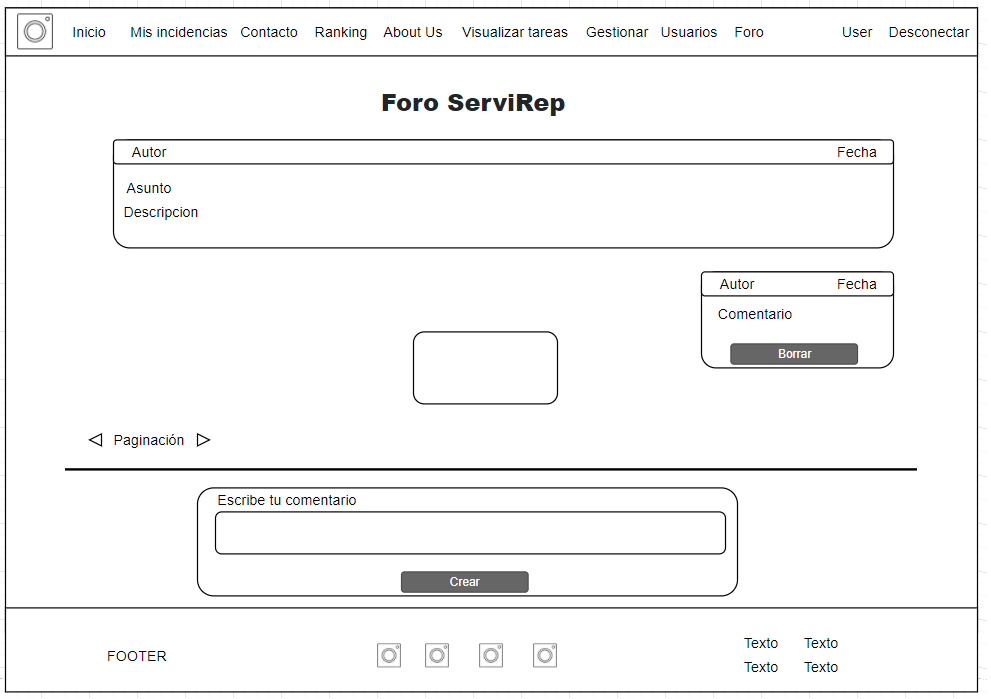 Inicio Mis incidencias Contacto Ranking About Us Visualizar tareas Gestionar Usuarios Foro User Desconectar
Foro ServiRep
Autor Fecha
Asunto
Descripcion
Autor Fecha
Comentario
Borrar
Paginación
Escribe tu comentario
Crear
FOOTER
Texto Texto
Texto Texto